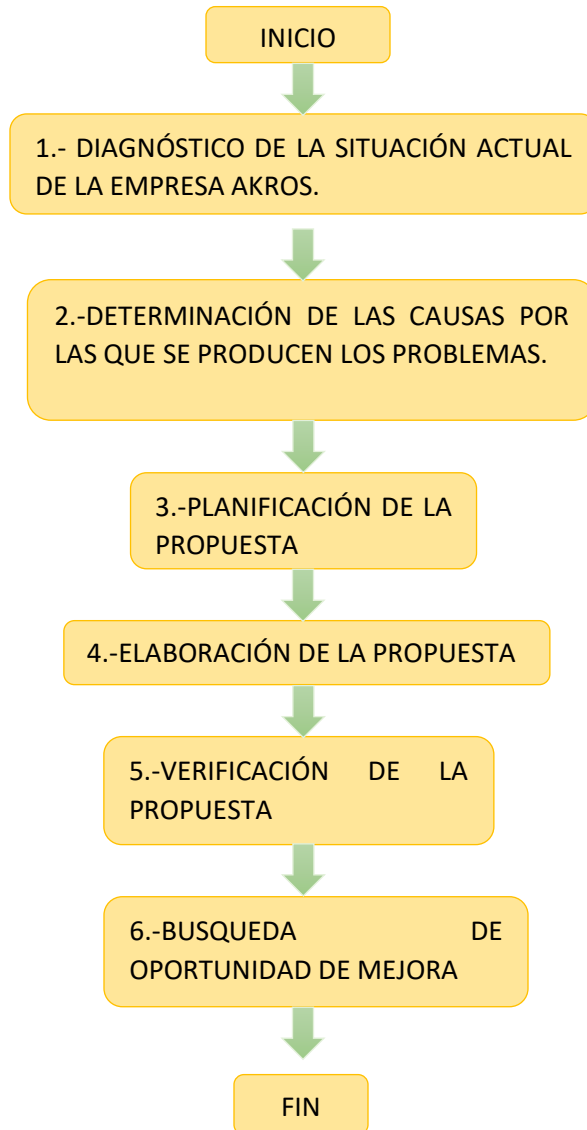 INICIO
1.- DIAGNÓSTICO DE LA SITUACIÓN ACTUAL
DE LA EMPRESA AKROS.
2.-DETERMINACIÓN DE LAS CAUSAS POR
LAS QUE SE PRODUCEN LOS PROBLEMAS.
3.-PLANIFICACIÓN DE LA
PROPUESTA
4.-ELABORACIÓN DE LA PROPUESTA
5.-VERIFICACIÓN DE LA
PROPUESTA
6.-BUSQUEDA DE
OPORTUNIDAD DE MEJORA
FIN